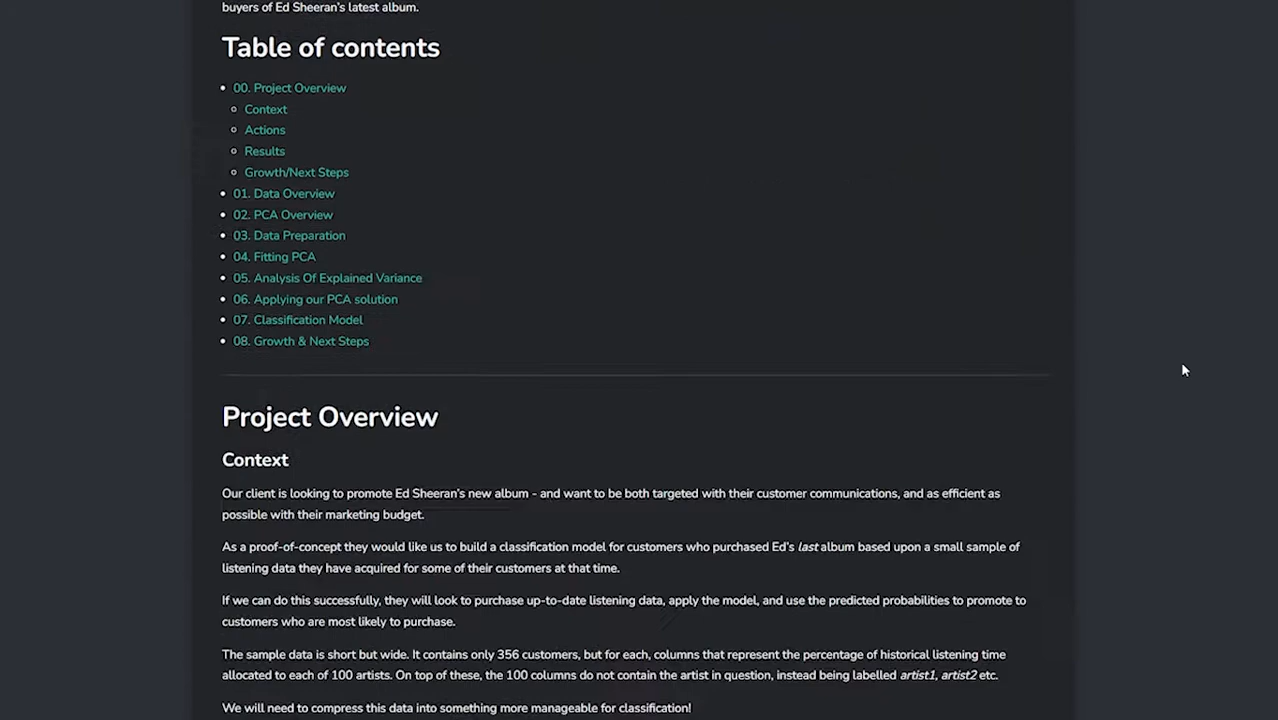 buyers of Ed Sheeran's latest album.
Table of contents
00. Project Overview
Context
Actions
Results
Growth/Next Steps
01. Data Overview
02. PCA Overview
03. Data Preparation
04. Fitting PCA
05. Analysis Of Explained Variance
06. Applying our PCA solution
07. Classification Model
08. Growth & Next Steps
Project Overview
Context
Our client is looking to promote Ed Sheeran's new album - and want to be both targeted with their customer communications, and as efficient as
possible with their marketing budget.
As a proof-of-concept they would like us to build a classification model for customers who purchased Ed's last album based upon a small sample of
listening data they have acquired for some of their customers at that time.
If we can do this successfully, they will look to purchase up-to-date listening data, apply the model, and use the predicted probabilities to promote to
customers who are most likely to purchase.
The sample data is short but wide. It contains only 356 customers, but for each, columns that represent the percentage of historical listening time
allocated to each of 100 artists. On top of these, the 100 columns do not contain the artist in question, instead being labelled artist1, artist2 etc.
We will need to compress this data into something more manageable for classification!